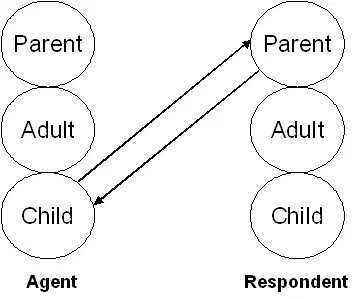 Parent Parent
Adult Adult
Child Child
Agent Respondent